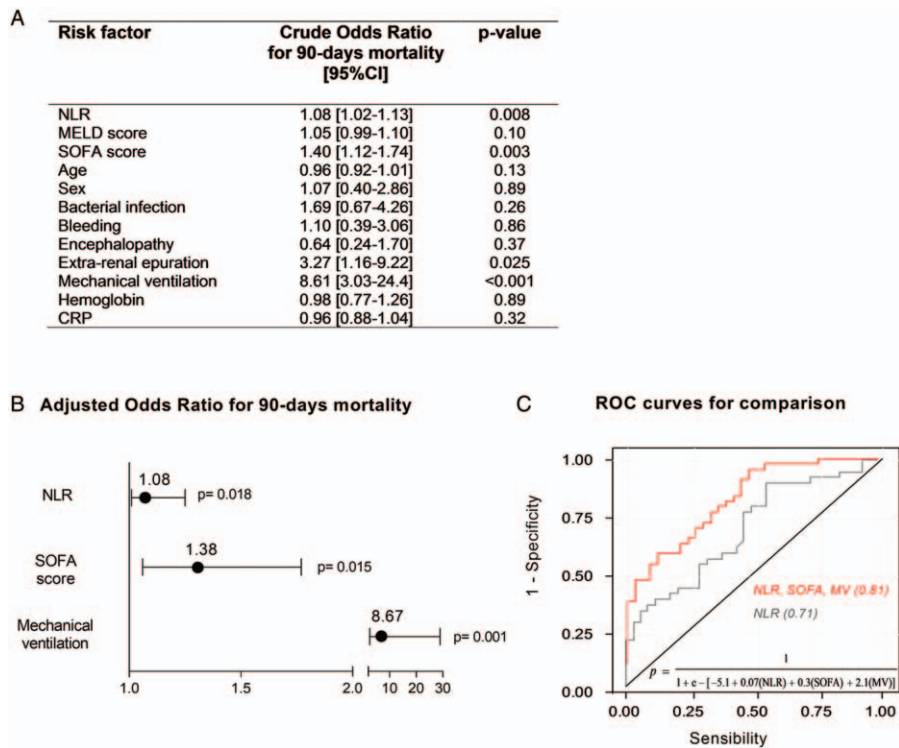 A
Risk factor Crude Odds Ratio p-value
for 90-days mortality
[95%CI]
NLR 1.08 [1.02-1.13] 0.008
MELD score 1.05 [0.99-1.10] 0.10
SOFA score 1.40 [1.12-1.74] 0.003
Age 0.96 [0.92-1.01] 0.13
Sex 1.07 [0.40-2.86] 0.89
Bacterial infection 1.69 [0.67-4.26] 0.26
Bleeding 1.10 [0.39-3.06] 0.86
Encephalopathy 0.64 [0.24-1.70] 0.37
Extra-renal epuration 3.27 [1.16-9.22] 0.025
Mechanical ventilation 8.61 [3.03-24.4] <0.001
Hemoglobin 0.98 [0.77-1.26] 0.89
CRP 0.96 [0.88-1.04] 0.32
B Adjusted Odds Ratio for 90-days mortality
NLR 1.08 p= 0.018
SOFA
score 1.38 p= 0.015
Mechanical
ventilation 8.67 p= 0.001
1.0 1.5 2.0 10 20 30
C ROC curves for comparison
1 - Specificity
1.00
0.75
0.50
0.25
0.00
NLR, SOFA, MV (0.81)
NLR (0.71)
1
p =
1 + e − [−5.1 + 0.07(NLR) + 0.3(SOFA) + 2.1(MV)]
0.00 0.25 0.50 0.75 1.00
Sensibility